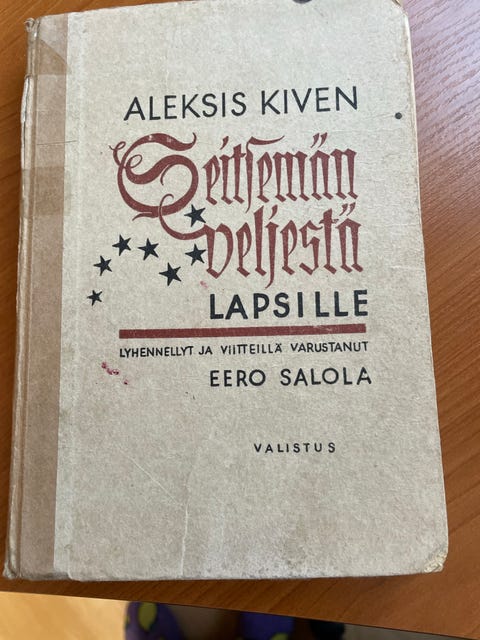 ALEKSIS KIVEN
Seitsemän
veljestä
LAPSILLE
LYHENNELLYT JA VIITTEILLÄ VARUSTANUT
EERO SALOLA
VALISTUS